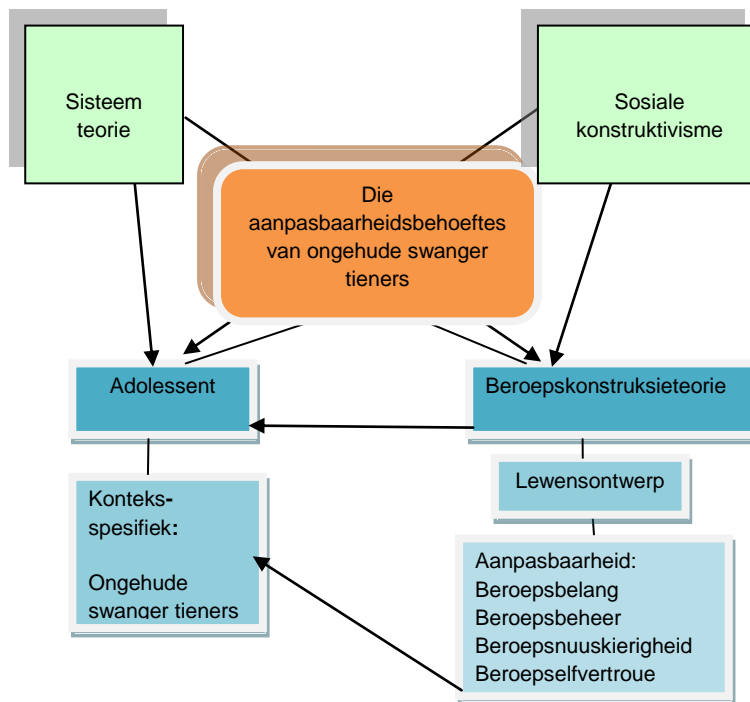 Sisteem
teorie
Sosiale
konstruktivisme
Die
aanpasbaarheidsbehoeftes
van ongehude swanger
tieners
Adolessent
Beroepskonstruksieteorie
Konteks-
spesifiek:
Ongehude
swanger tieners
Lewensontwerp
Aanpasbaarheid:
Beroepsbelang
Beroepsbeheer
Beroepsnuuskierigheid
Beroepselfvertroue